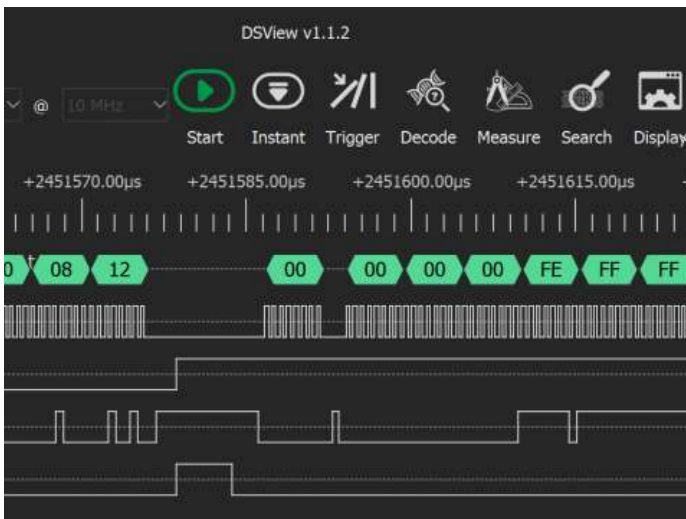 DSView v1.1.2
@ 10 MHz
Start Instant Trigger Decode Measure Search Display
+2451570.00µs +2451585.00µs +2451600.00µs +2451615.00µs
0 08 12 00 00 00 00 FE FF FF